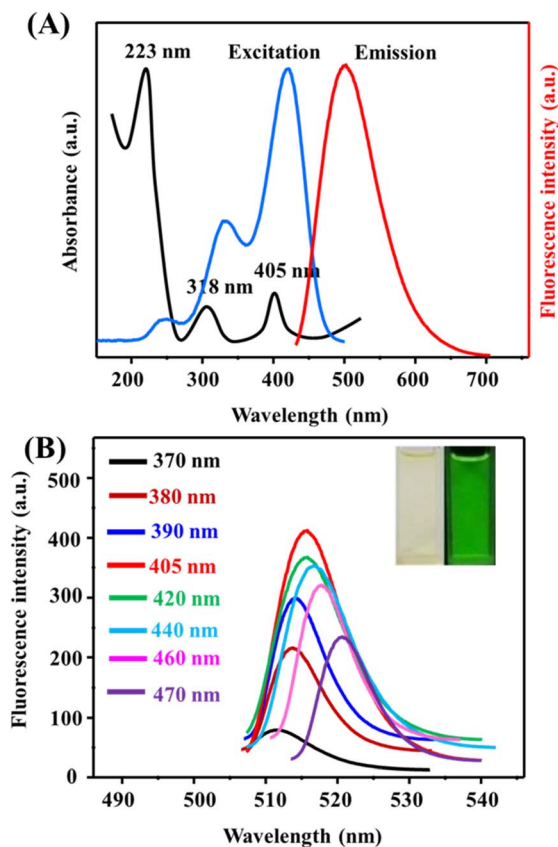 (A)
223 nm Excitation Emission
318 nm
405 nm
Absorbance (a.u.)
Fluorescence intensity (a.u.)
200 300 400 500 600 700
Wavelength (nm)
(B)
370 nm
380 nm
390 nm
405 nm
420 nm
440 nm
460 nm
470 nm
Fluorescence intensity (a.u.)
500
400
300
200
100
80
0
490 500 510 520 530 540
Wavelength (nm)